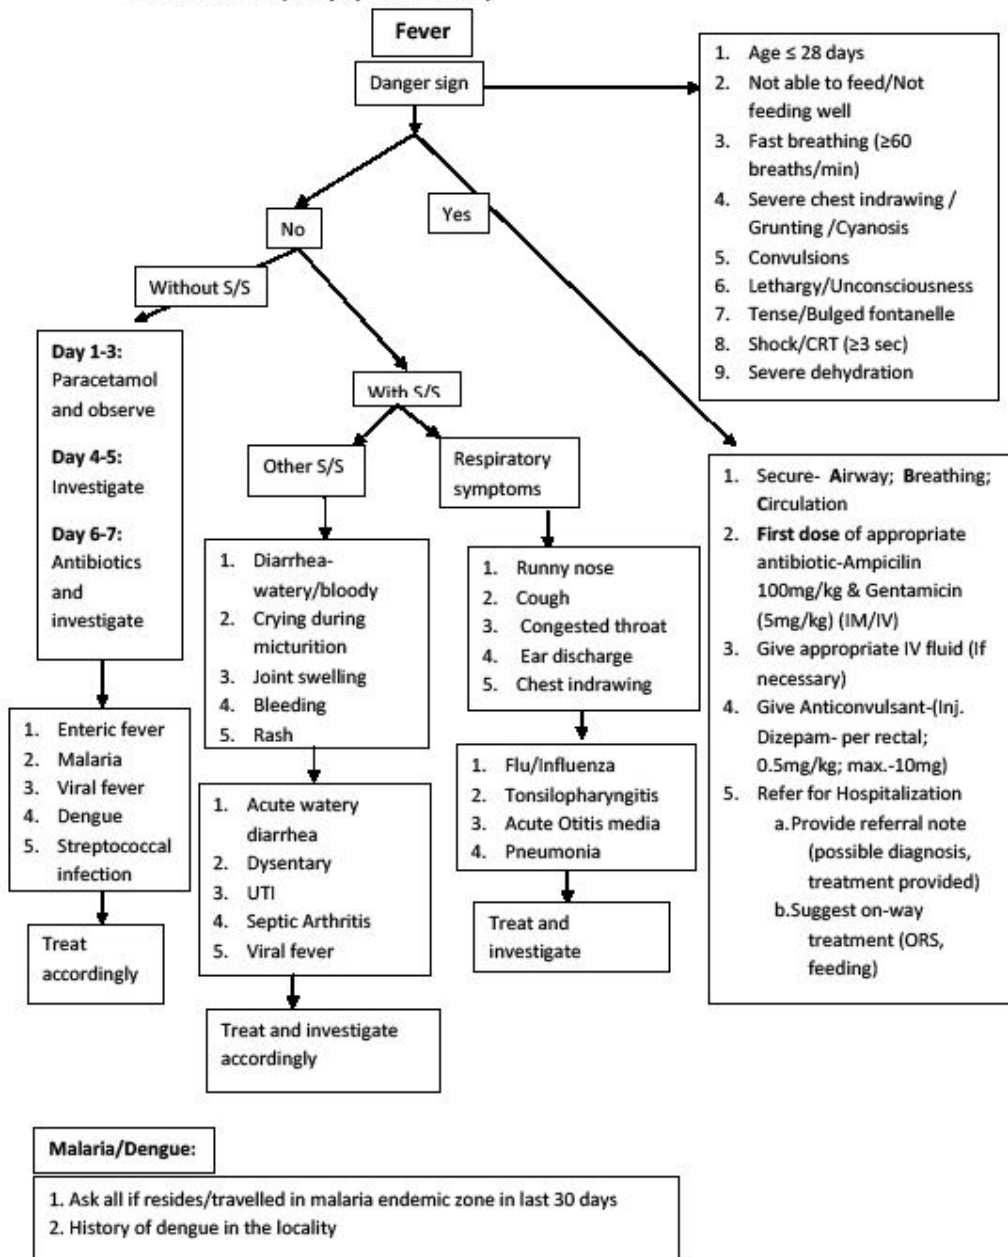 Fever
Danger sign
1. Age ≤ 28 days
2. Not able to feed/Not
feeding well
3. Fast breathing (≥60
breaths/min)
4. Severe chest indrawing /
Grunting /Cyanosis
5. Convulsions
6. Lethargy/Unconsciousness
7. Tense/Bulged fontanelle
8. Shock/CRT (≥3 sec)
9. Severe dehydration
No
Yes
Without S/S
Day 1-3:
Paracetamol
and observe
Day 4-5:
Investigate
Day 6-7:
Antibiotics
and
investigate
With S/S
Other S/S
Respiratory
symptoms
1. Diarrhea-
watery/bloody
2. Crying during
micturition
3. Joint swelling
4. Bleeding
5. Rash
1. Runny nose
2. Cough
3. Congested throat
4. Ear discharge
5. Chest indrawing
1. Secure- Airway; Breathing;
Circulation
2. First dose of appropriate
antibiotic-Ampicilin
100mg/kg & Gentamicin
(5mg/kg) (IM/IV)
3. Give appropriate IV fluid (If
necessary)
4. Give Anticonvulsant-(Inj.
Dizepam- per rectal;
0.5mg/kg; max.-10mg)
5. Refer for Hospitalization
a.Provide referral note
(possible diagnosis,
treatment provided)
b.Suggest on-way
treatment (ORS,
feeding)
1. Enteric fever
2. Malaria
3. Viral fever
4. Dengue
5. Streptococcal
infection
1. Acute watery
diarrhea
2. Dysentary
3. UTI
4. Septic Arthritis
5. Viral fever
1. Flu/Influenza
2. Tonsilopharyngitis
3. Acute Otitis media
4. Pneumonia
Treat
accordingly
Treat and
investigate
Treat and investigate
accordingly
Malaria/Dengue:
1. Ask all if resides/travelled in malaria endemic zone in last 30 days
2. History of dengue in the locality